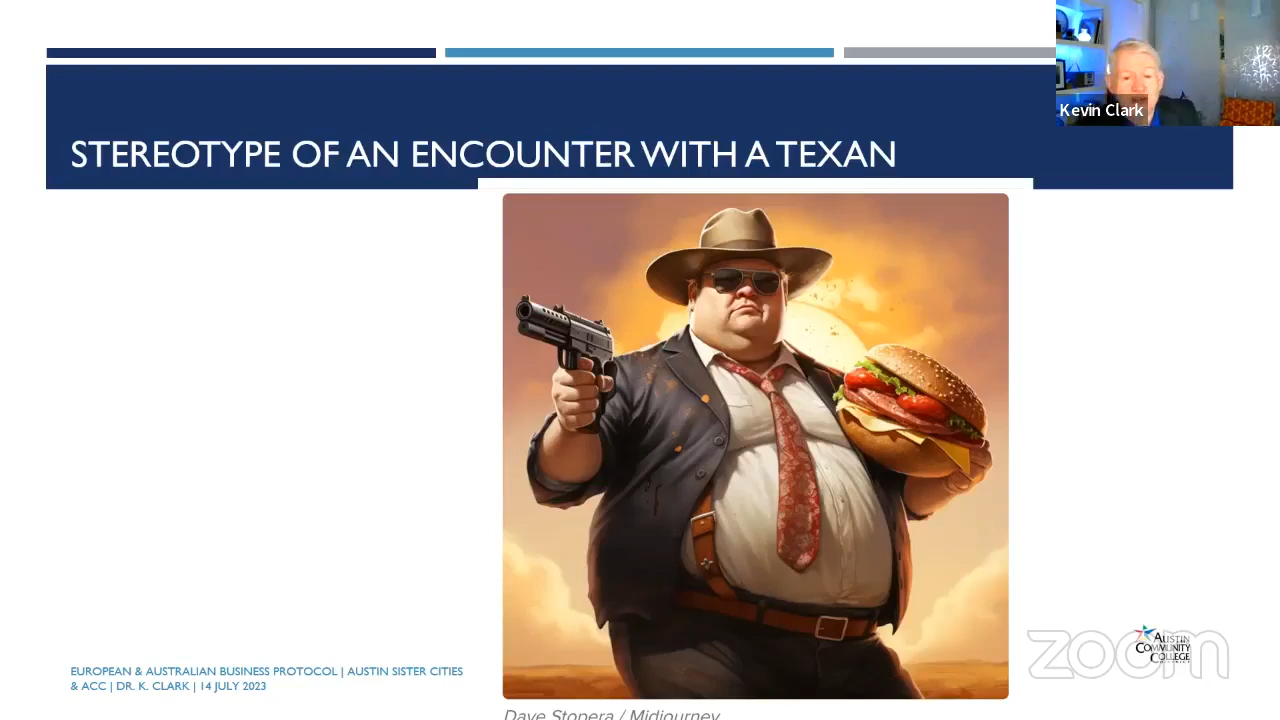 Kevin Clark
STEREOTYPE OF AN ENCOUNTER WITH A TEXAN
EUROPEAN & AUSTRALIAN BUSINESS PROTOCOL | AUSTIN SISTER CITIES
& ACC | DR. K. CLARK | 14 JULY 2023
AUSTIN
COMMUNITY
COLLEGE
zoom
Dave Stopera / Midjourney